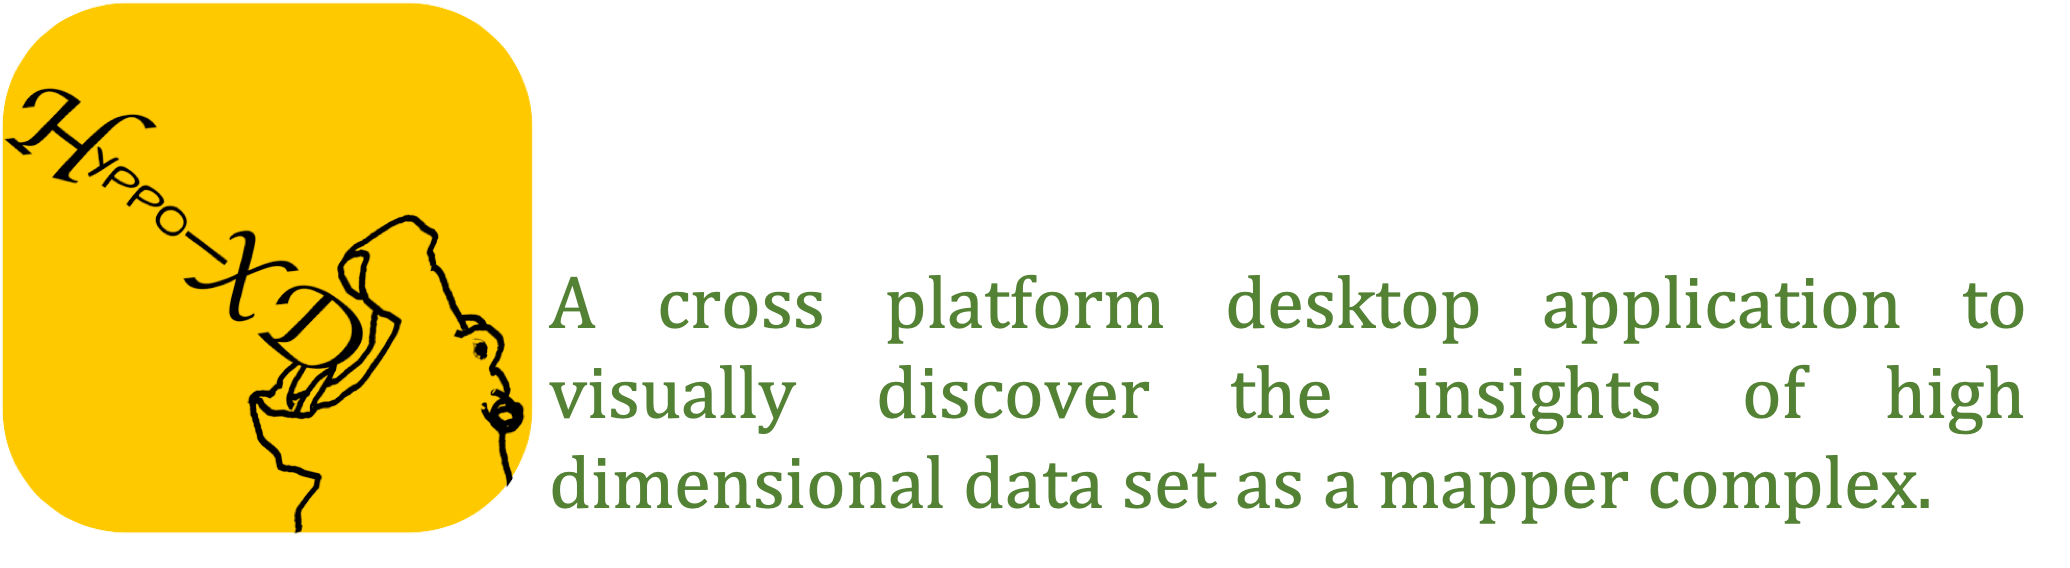 Hyppo-XD
A cross platform desktop application to
visually discover the insights of high
dimensional data set as a mapper complex.